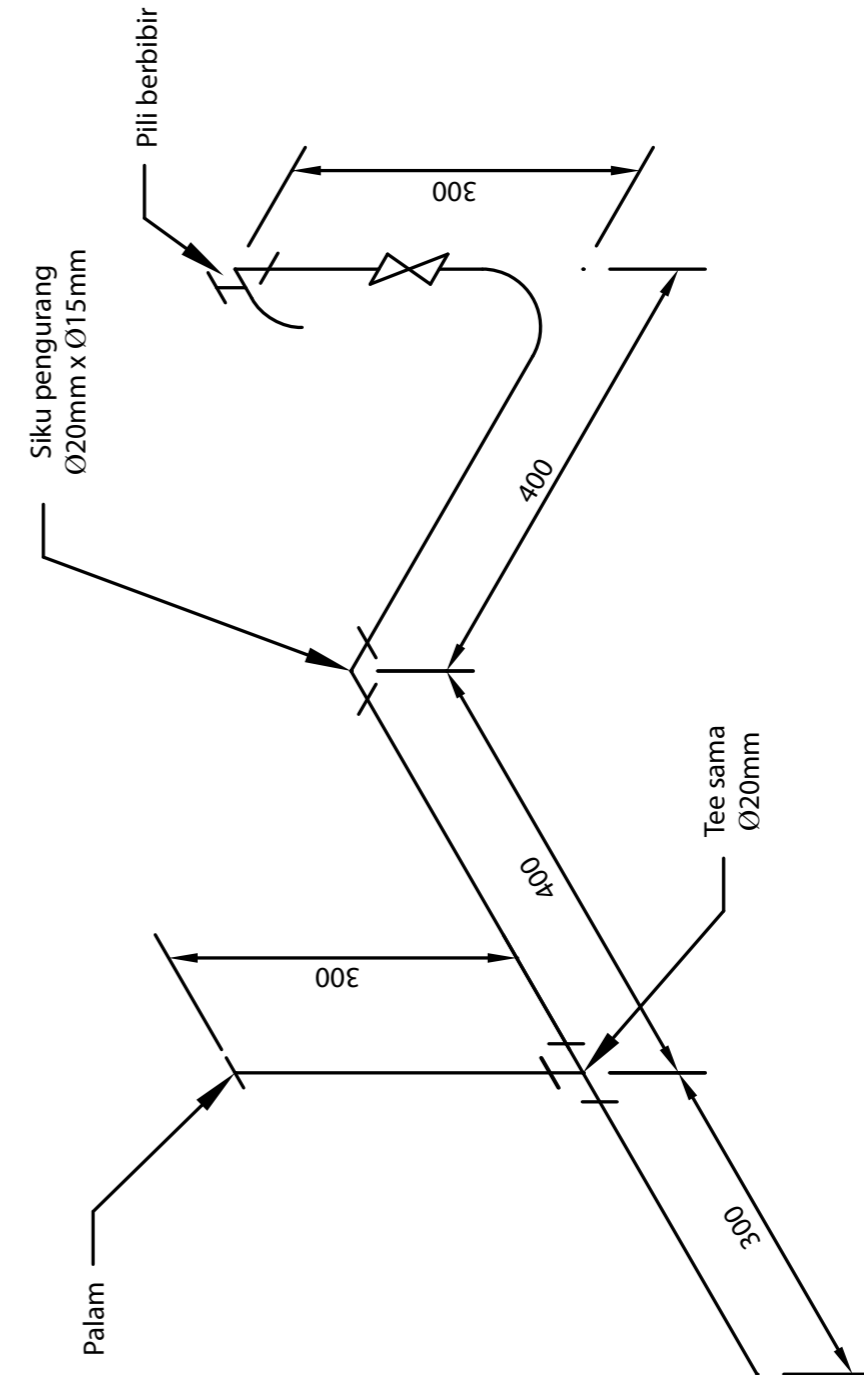 Pili berbibir
Siku pengurang
Ø20mm x Ø15mm
300
400
400
Tee sama
Ø20mm
300
300
Palam